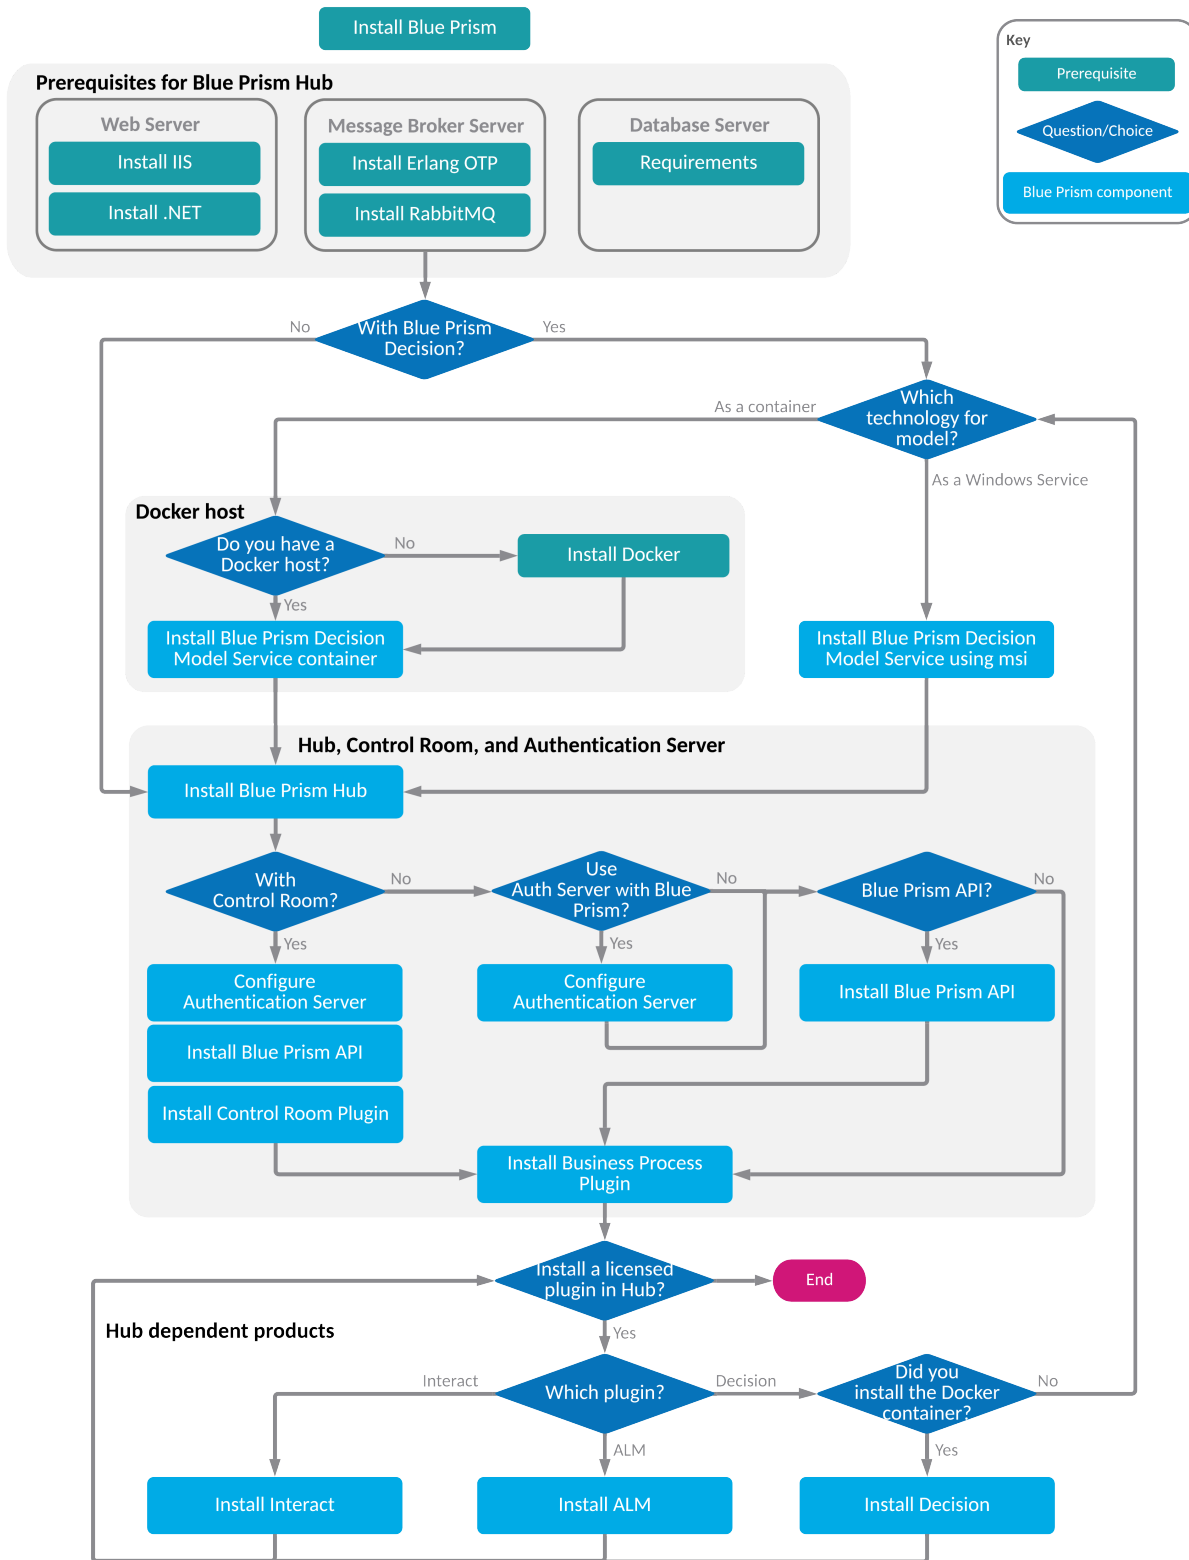 Install Blue Prism
Key
Prerequisite
Question/Choice
Blue Prism component
Prerequisites for Blue Prism Hub
Web Server
Install IIS
Install .NET
Message Broker Server
Install Erlang OTP
Install RabbitMQ
Database Server
Requirements
No
With Blue Prism
Decision?
Yes
As a container
Which
technology for
model?
As a Windows Service
Docker host
Do you have a
Docker host?
No
Install Docker
Yes
Install Blue Prism Decision
Model Service container
Install Blue Prism Decision
Model Service using msi
Hub, Control Room, and Authentication Server
Install Blue Prism Hub
With
Control Room?
No
Use
Auth Server with Blue
Prism?
No
Blue Prism API?
No
Yes
Yes
Yes
Configure
Authentication Server
Configure
Authentication Server
Install Blue Prism API
Install Blue Prism API
Install Control Room Plugin
Install Business Process
Plugin
Install a licensed
plugin in Hub?
End
Hub dependent products
Yes
Interact
Which plugin?
Decision
Did you
install the Docker
container?
No
ALM
Yes
Install Interact
Install ALM
Install Decision